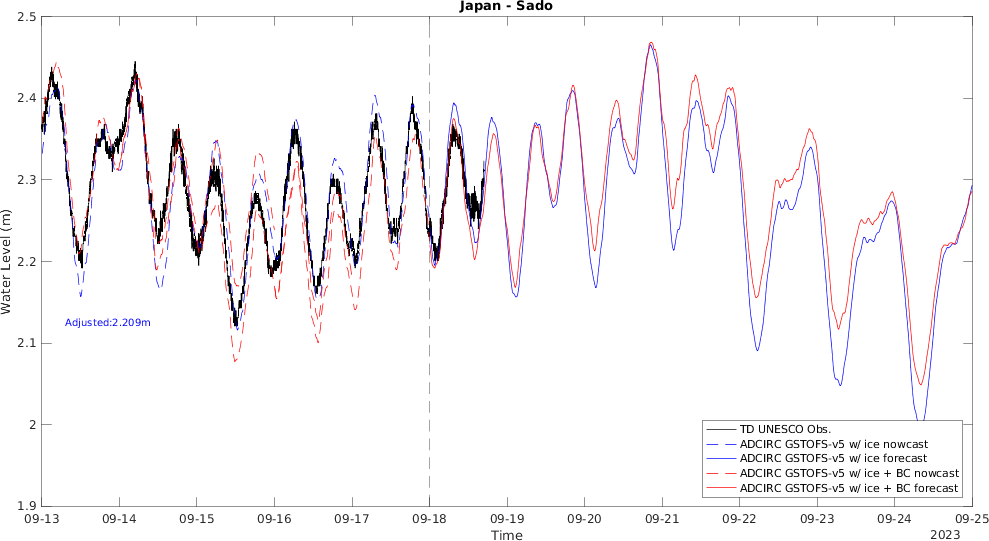 Japan - Sado
2.5
2.4
2.3
2.2
2.1
2
1.9
Water Level (m)
Adjusted:2.209m
TD UNESCO Obs.
ADCIRC GSTOFS-v5 w/ ice nowcast
ADCIRC GSTOFS-v5 w/ ice forecast
ADCIRC GSTOFS-v5 w/ ice + BC nowcast
ADCIRC GSTOFS-v5 w/ ice + BC forecast
09-13 09-14 09-15 09-16 09-17 09-18 09-19 09-20 09-21 09-22 09-23 09-24 09-25
Time
2023